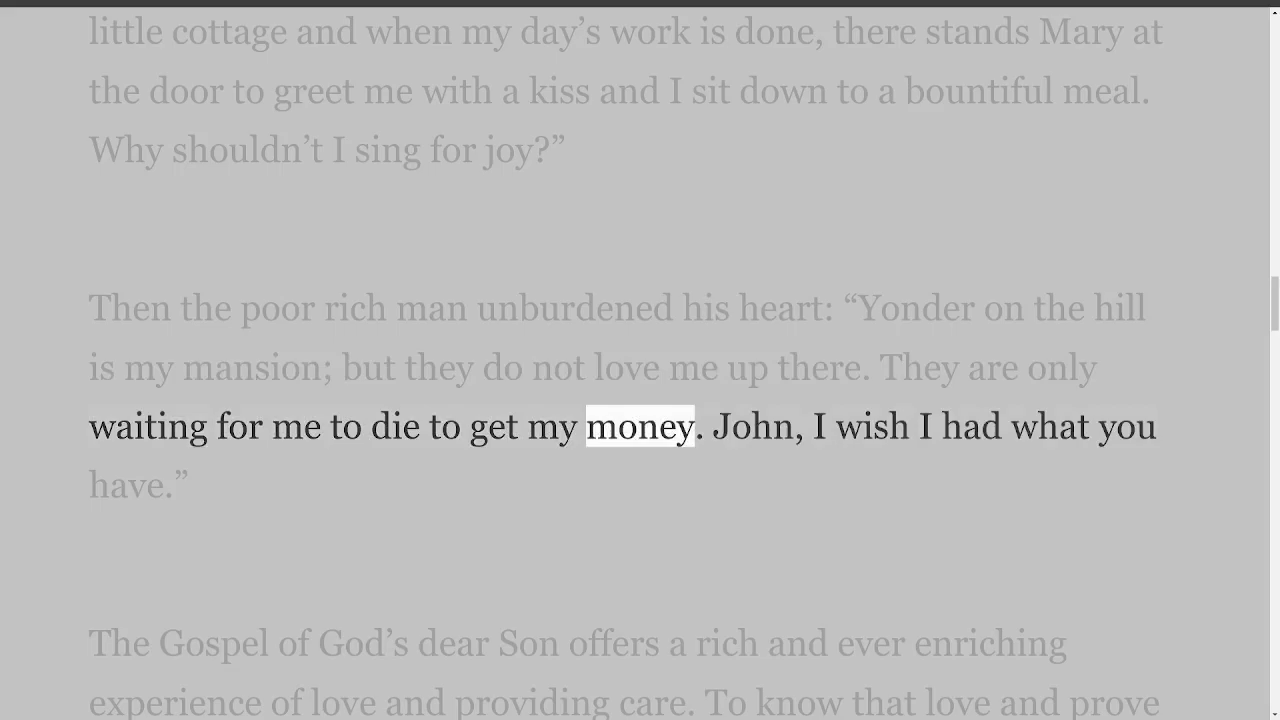 little cottage and when my day’s work is done, there stands Mary at
the door to greet me with a kiss and I sit down to a bountiful meal.
Why shouldn’t I sing for joy?”
Then the poor rich man unburdened his heart: “Yonder on the hill
is my mansion; but they do not love me up there. They are only
waiting for me to die to get my money. John, I wish I had what you
have.”
The Gospel of God’s dear Son offers a rich and ever enriching
experience of love and providing care. To know that love and prove